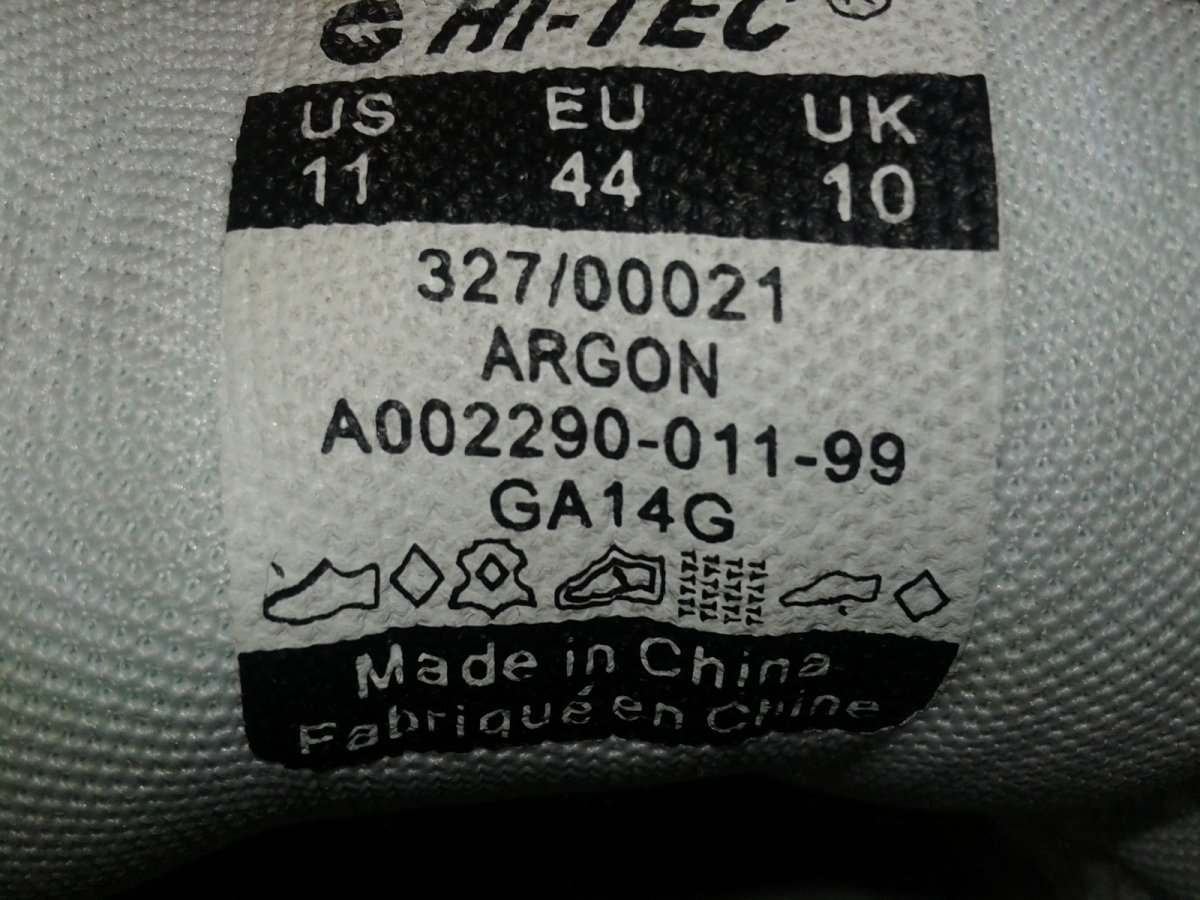 HI-TEC®
US EU UK
11 44 10
327/00021
ARGON
A002290-011-99
GA14G
Made in China
Fabriqué en Chine